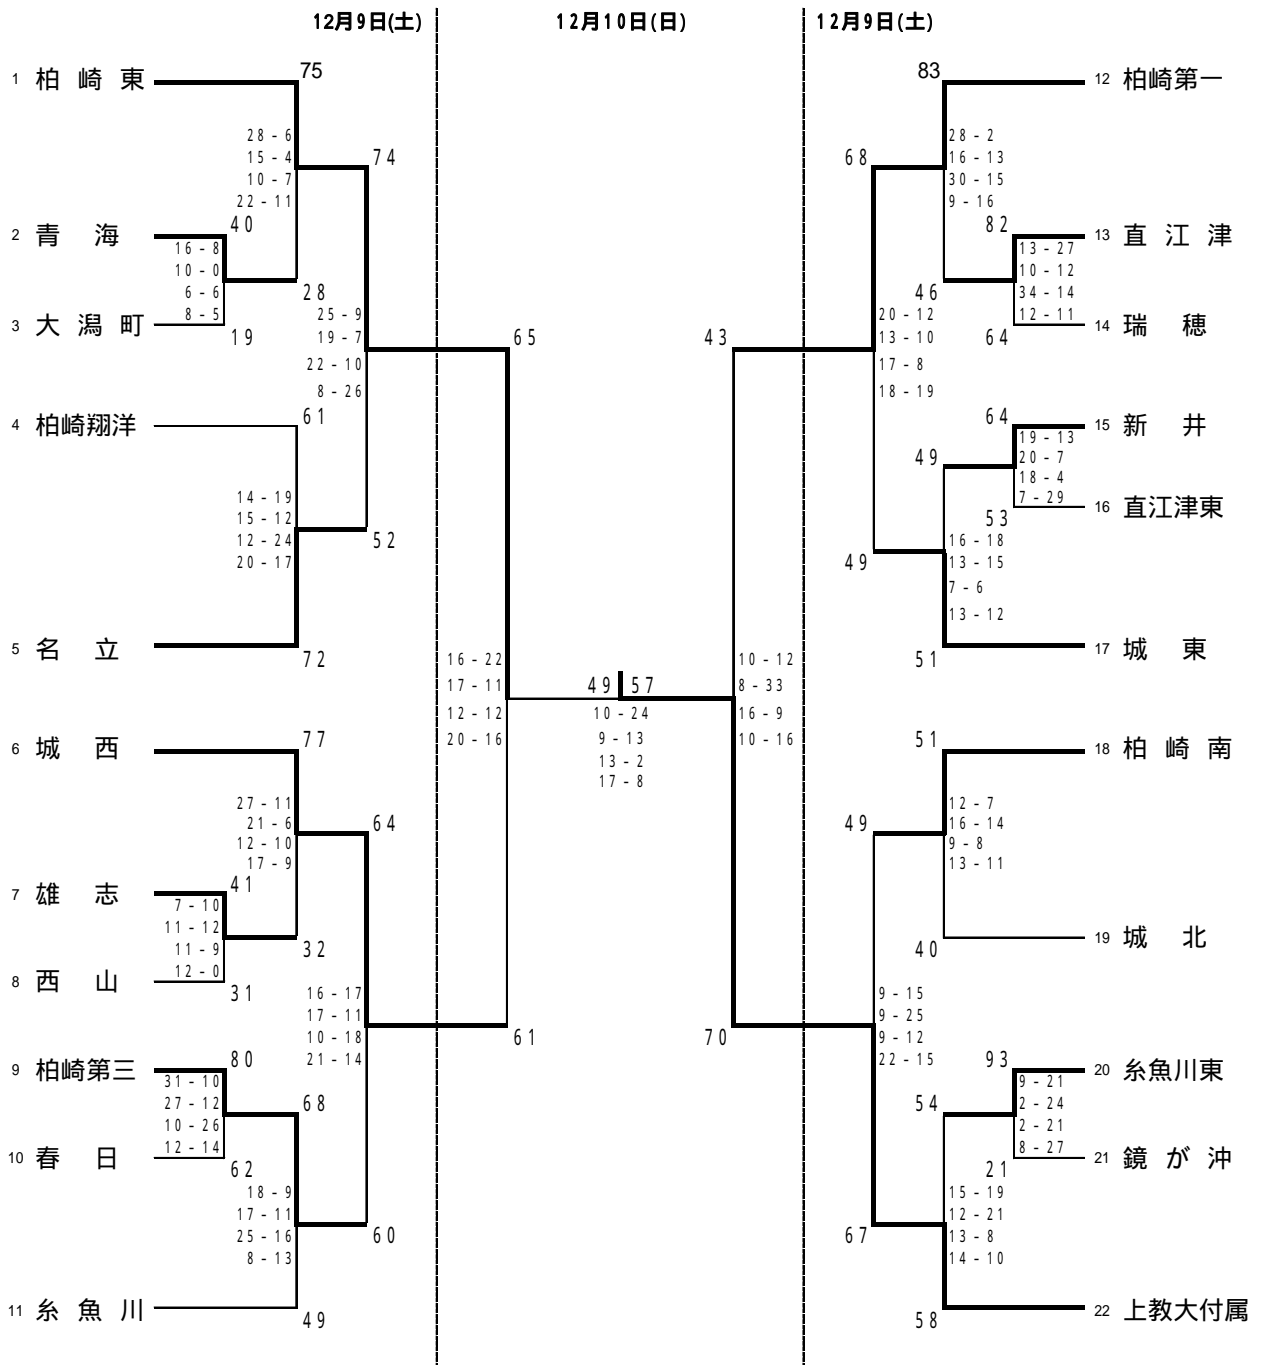 12月9日(土) 12月10日(日) 12月9日(土)
1 柏崎東
75
28 - 6
15 - 4
10 - 7
22 - 11
74
2 青海
40
16 - 8
10 - 0
6 - 6
8 - 5
3 大潟町
19
28
25 - 9
19 - 7
22 - 10
8 - 26
65
4 柏崎翔洋
61
14 - 19
15 - 12
12 - 24
20 - 17
52
5 名立
72
16 - 22
17 - 11
12 - 12
20 - 16
6 城西
77
27 - 11
21 - 6
12 - 10
17 - 9
64
7 雄志
41
7 - 10
11 - 12
11 - 9
12 - 0
8 西山
31
32
16 - 17
17 - 11
10 - 18
21 - 14
61
9 柏崎第三
80
31 - 10
27 - 12
10 - 26
12 - 14
68
10 春日
62
18 - 9
17 - 11
25 - 16
8 - 13
60
11 糸魚川
49
49 57
10 - 24
9 - 13
13 - 2
17 - 8
83
12 柏崎第一
68
28 - 2
16 - 13
30 - 15
9 - 16
82
13 直江津
13 - 27
10 - 12
34 - 14
12 - 11
46
64
14 瑞穂
43
20 - 12
13 - 10
17 - 8
18 - 19
64
15 新井
49
19 - 13
20 - 7
18 - 4
7 - 29
53
16 直江津東
49
16 - 18
13 - 15
7 - 6
13 - 12
51
17 城東
10 - 12
8 - 33
16 - 9
10 - 16
51
18 柏崎南
49
12 - 7
16 - 14
9 - 8
13 - 11
40
19 城北
70
9 - 15
9 - 25
9 - 12
22 - 15
93
20 糸魚川東
54
9 - 21
2 - 24
2 - 21
8 - 27
21
21 鏡が沖
67
15 - 19
12 - 21
13 - 8
14 - 10
58
22 上教大付属